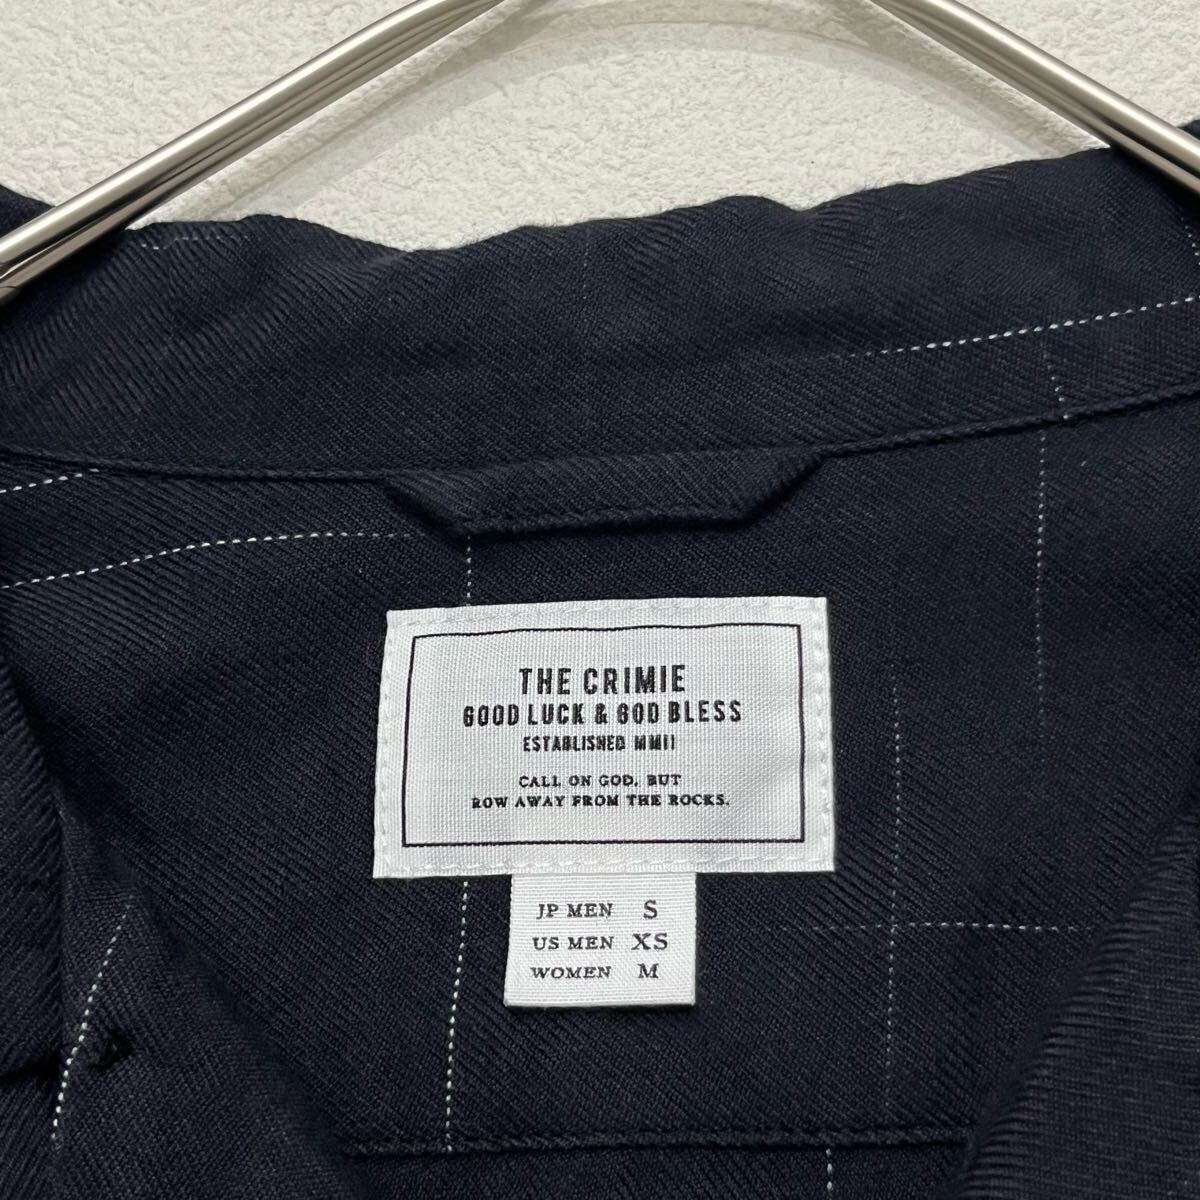 THE CRIMIE
GOOD LUCK & GOD BLESS
ESTABLISHED MMII
CALL ON GOD, BUT
ROW AWAY FROM THE ROCKS.
JP MEN S
US MEN XS
WOMEN M